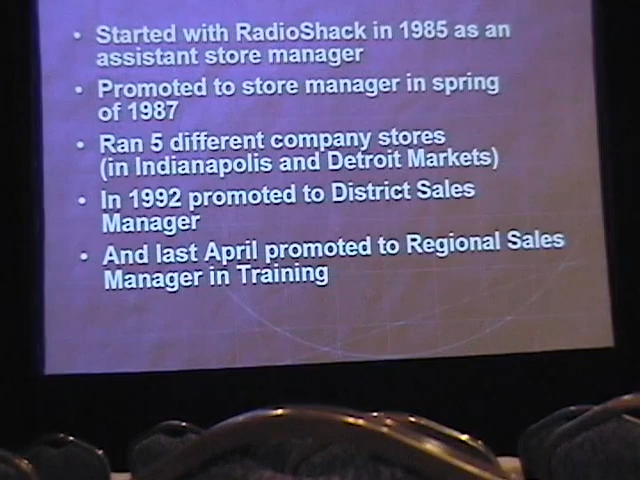 • Started with RadioShack in 1985 as an
assistant store manager
• Promoted to store manager in spring
of 1987
• Ran 5 different company stores
(in Indianapolis and Detroit Markets)
• In 1992 promoted to District Sales
Manager
• And last April promoted to Regional Sales
Manager in Training